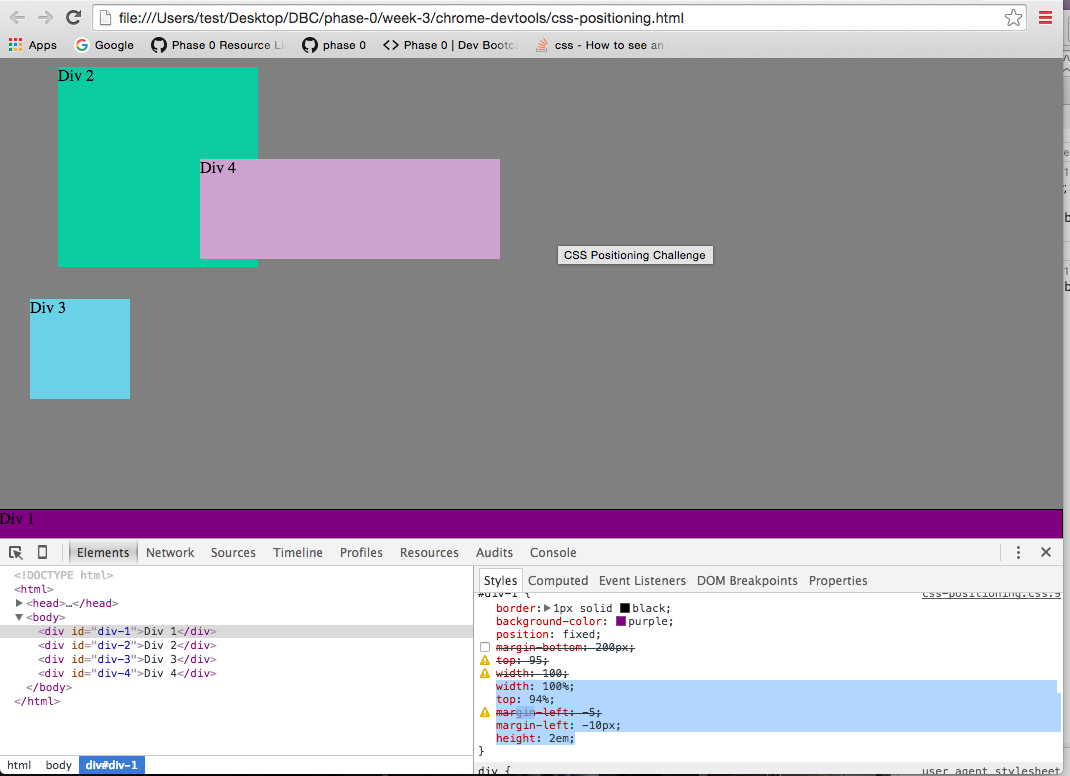 file:///Users/test/Desktop/DBC/phase-0/week-3/chrome-devtools/css-positioning.html
Apps Google Phase 0 Resource Li phase 0 <> Phase 0 | Dev Bootc css - How to see an
Div 2
Div 4
CSS Positioning Challenge
Div 3
Div 1
Elements Network Sources Timeline Profiles Resources Audits Console
<!DOCTYPE html>
<html>
<head>…</head>
<body>
<div id="div-1">Div 1</div>
<div id="div-2">Div 2</div>
<div id="div-3">Div 3</div>
<div id="div-4">Div 4</div>
</body>
</html>
html body div#div-1
Styles Computed Event Listeners DOM Breakpoints Properties
#div-1 { css-positioning.css:9
border: 1px solid black;
background-color: purple;
position: fixed;
margin-bottom: 200px;
top: 95;
width: 100;
width: 100%;
top: 94%;
margin-left: -5;
margin-left: -10px;
height: 2em;
}
div { user agent stylesheet